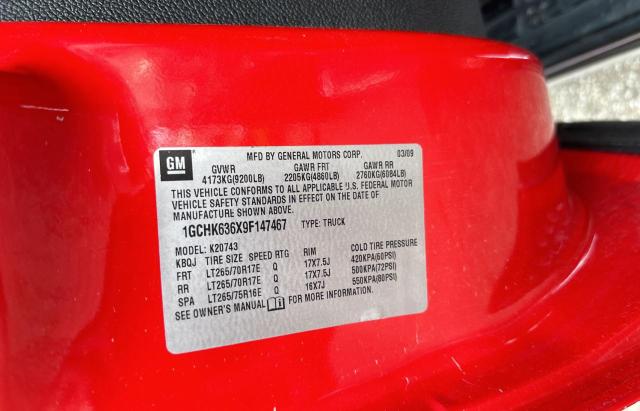 GM
MFD BY GENERAL MOTORS CORP. 03/09
GVWR GAWR FRT GAWR RR
4173KG(9200LB) 2205KG(4860LB) 2760KG(6084LB)
THIS VEHICLE CONFORMS TO ALL APPLICABLE U.S. FEDERAL MOTOR
VEHICLE SAFETY STANDARDS IN EFFECT ON THE DATE OF
MANUFACTURE SHOWN ABOVE.
1GCHK636X9F147467 TYPE: TRUCK
MODEL: K20743
KBQJ TIRE SIZE SPEED RTG RIM COLD TIRE PRESSURE
FRT LT265/70R17E Q 17X7.5J 420KPA(60PSI)
RR LT265/70R17E Q 17X7.5J 500KPA(72PSI)
SPA LT265/75R16E Q 16X7J 550KPA(80PSI)
SEE OWNER'S MANUAL FOR MORE INFORMATION.